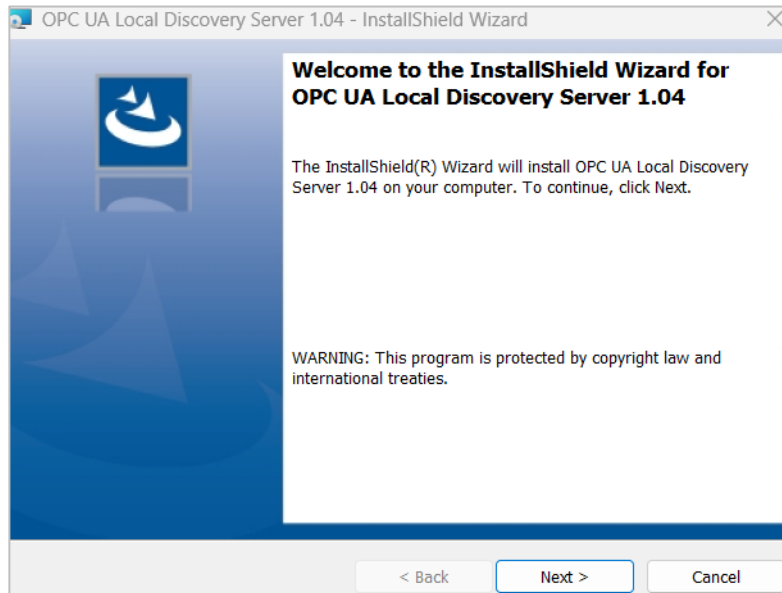 OPC UA Local Discovery Server 1.04 - InstallShield Wizard
Welcome to the InstallShield Wizard for
OPC UA Local Discovery Server 1.04
The InstallShield(R) Wizard will install OPC UA Local Discovery
Server 1.04 on your computer. To continue, click Next.
WARNING: This program is protected by copyright law and
international treaties.
< Back Next > Cancel